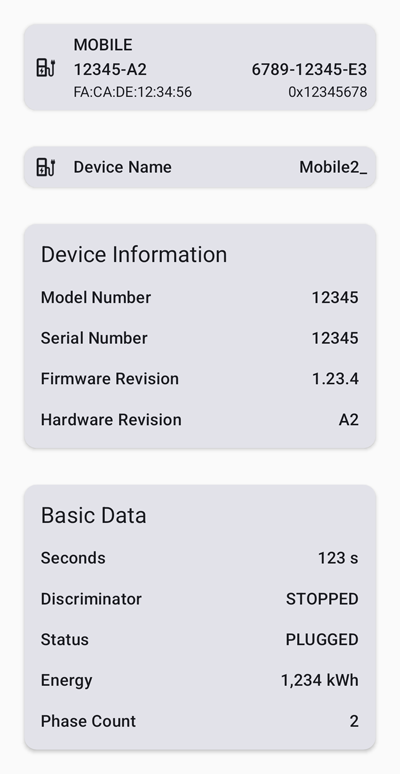 MOBILE
12345-A2 6789-12345-E3
FA:CA:DE:12:34:56 0x12345678
Device Name Mobile2_
Device Information
Model Number 12345
Serial Number 12345
Firmware Revision 1.23.4
Hardware Revision A2
Basic Data
Seconds 123 s
Discriminator STOPPED
Status PLUGGED
Energy 1,234 kWh
Phase Count 2